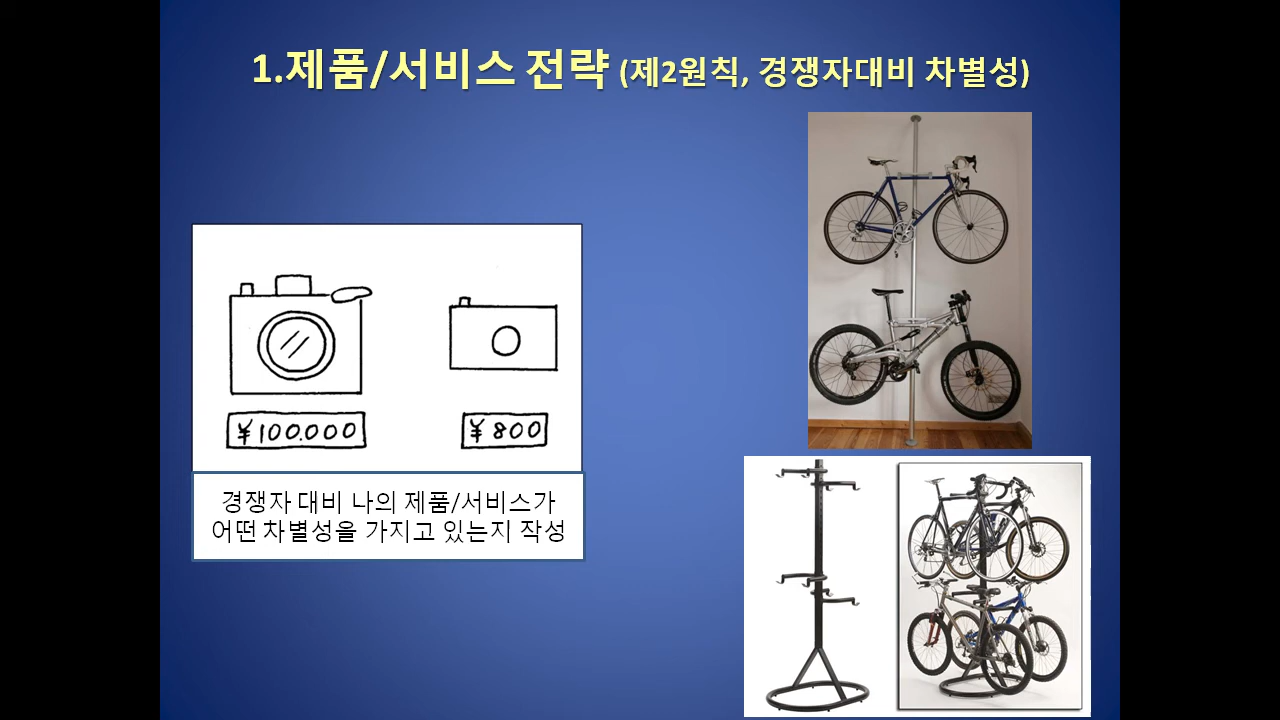 1.제품/서비스 전략 (제2원칙, 경쟁자대비 차별성)
¥100.000
¥800
경쟁자 대비 나의 제품/서비스가
어떤 차별성을 가지고 있는지 작성